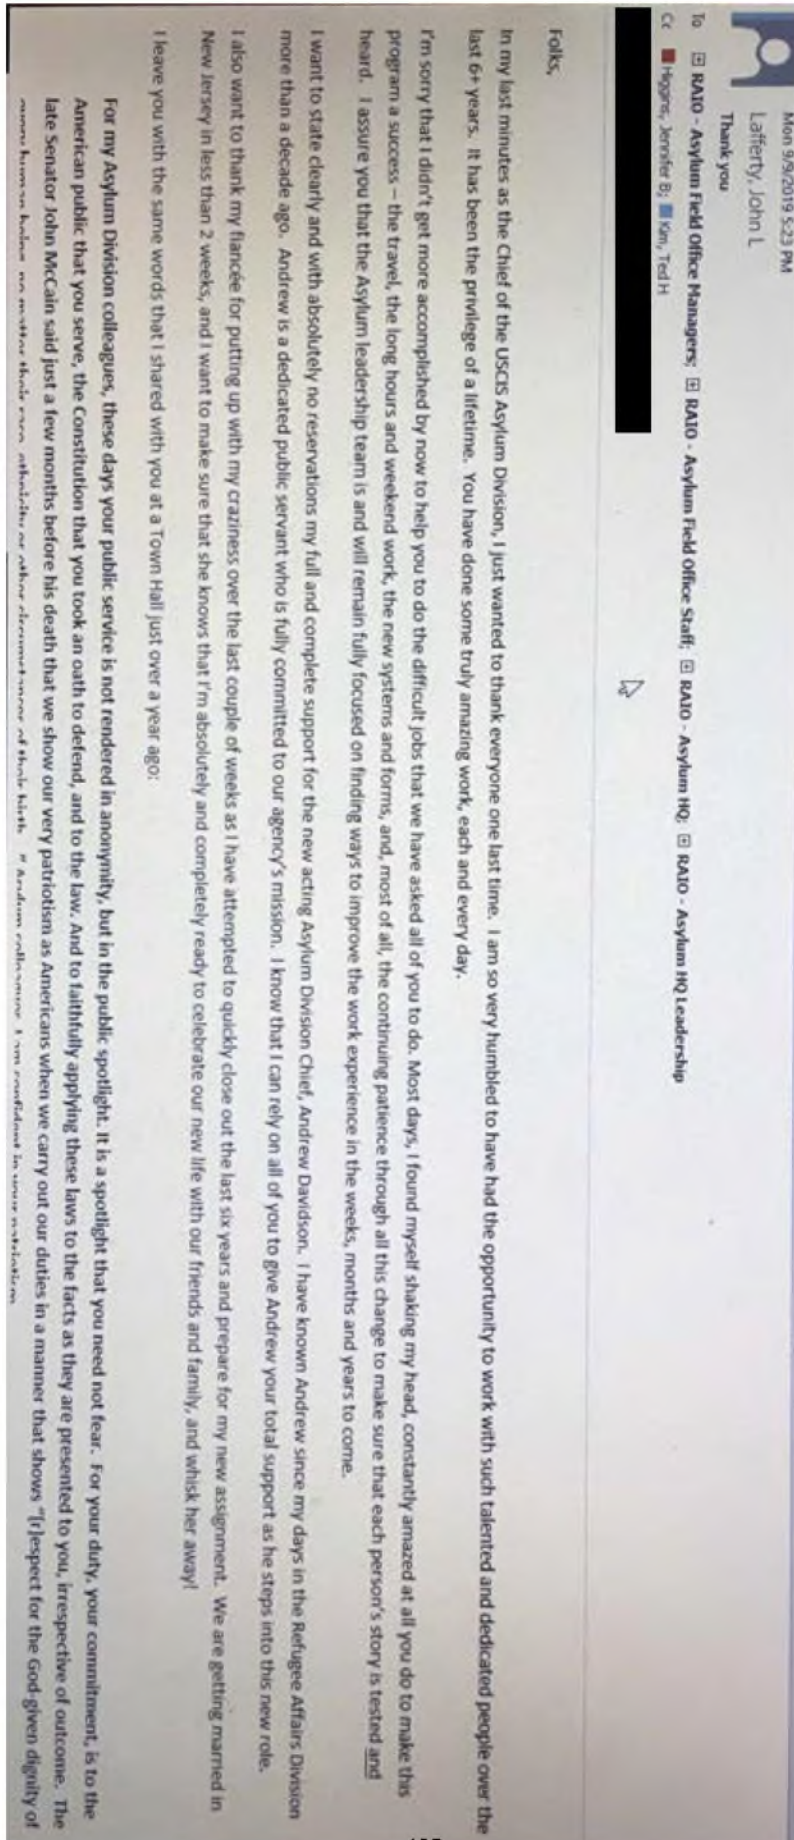 Mon 9/9/2019 5:23 PM
Lafferty, John L
Thank you
To RAIO - Asylum Field Office Managers; RAIO - Asylum Field Office Staff; RAIO - Asylum HQ; RAIO - Asylum HQ Leadership
Cc Higgins, Jennifer B; Kim, Ted H
Folks,
In my last minutes as the Chief of the USCIS Asylum Division, I just wanted to thank everyone one last time. I am so very humbled to have had the opportunity to work with such talented and dedicated people over the
last 6+ years. It has been the privilege of a lifetime. You have done some truly amazing work, each and every day.
I'm sorry that I didn't get more accomplished by now to help you to do the difficult jobs that we have asked all of you to do. Most days, I found myself shaking my head, constantly amazed at all you do to make this
program a success – the travel, the long hours and weekend work, the new systems and forms, and, most of all, the continuing patience through all this change to make sure that each person's story is tested and
heard. I assure you that the Asylum leadership team is and will remain fully focused on finding ways to improve the work experience in the weeks, months and years to come.
I want to state clearly and with absolutely no reservations my full and complete support for the new acting Asylum Division Chief, Andrew Davidson. I have known Andrew since my days in the Refugee Affairs Division
more than a decade ago. Andrew is a dedicated public servant who is fully committed to our agency's mission. I know that I can rely on all of you to give Andrew your total support as he steps into this new role.
I also want to thank my fiancée for putting up with my craziness over the last couple of weeks as I have attempted to quickly close out the last six years and prepare for my new assignment. We are getting married in
New Jersey in less than 2 weeks, and I want to make sure that she knows that I'm absolutely and completely ready to celebrate our new life with our friends and family, and whisk her away!
I leave you with the same words that I shared with you at a Town Hall just over a year ago:
For my Asylum Division colleagues, these days your public service is not rendered in anonymity, but in the public spotlight. It is a spotlight that you need not fear. For your duty, your commitment, is to the
American public that you serve, the Constitution that you took an oath to defend, and to the law. And to faithfully applying these laws to the facts as they are presented to you, irrespective of outcome. The
late Senator John McCain said just a few months before his death that we show our very patriotism as Americans when we carry out our duties in a manner that shows "[r]espect for the God-given dignity of
every human being, no matter their race, ethnicity or other circumstances of their birth." Asylum colleagues, I am confident in your patriotism